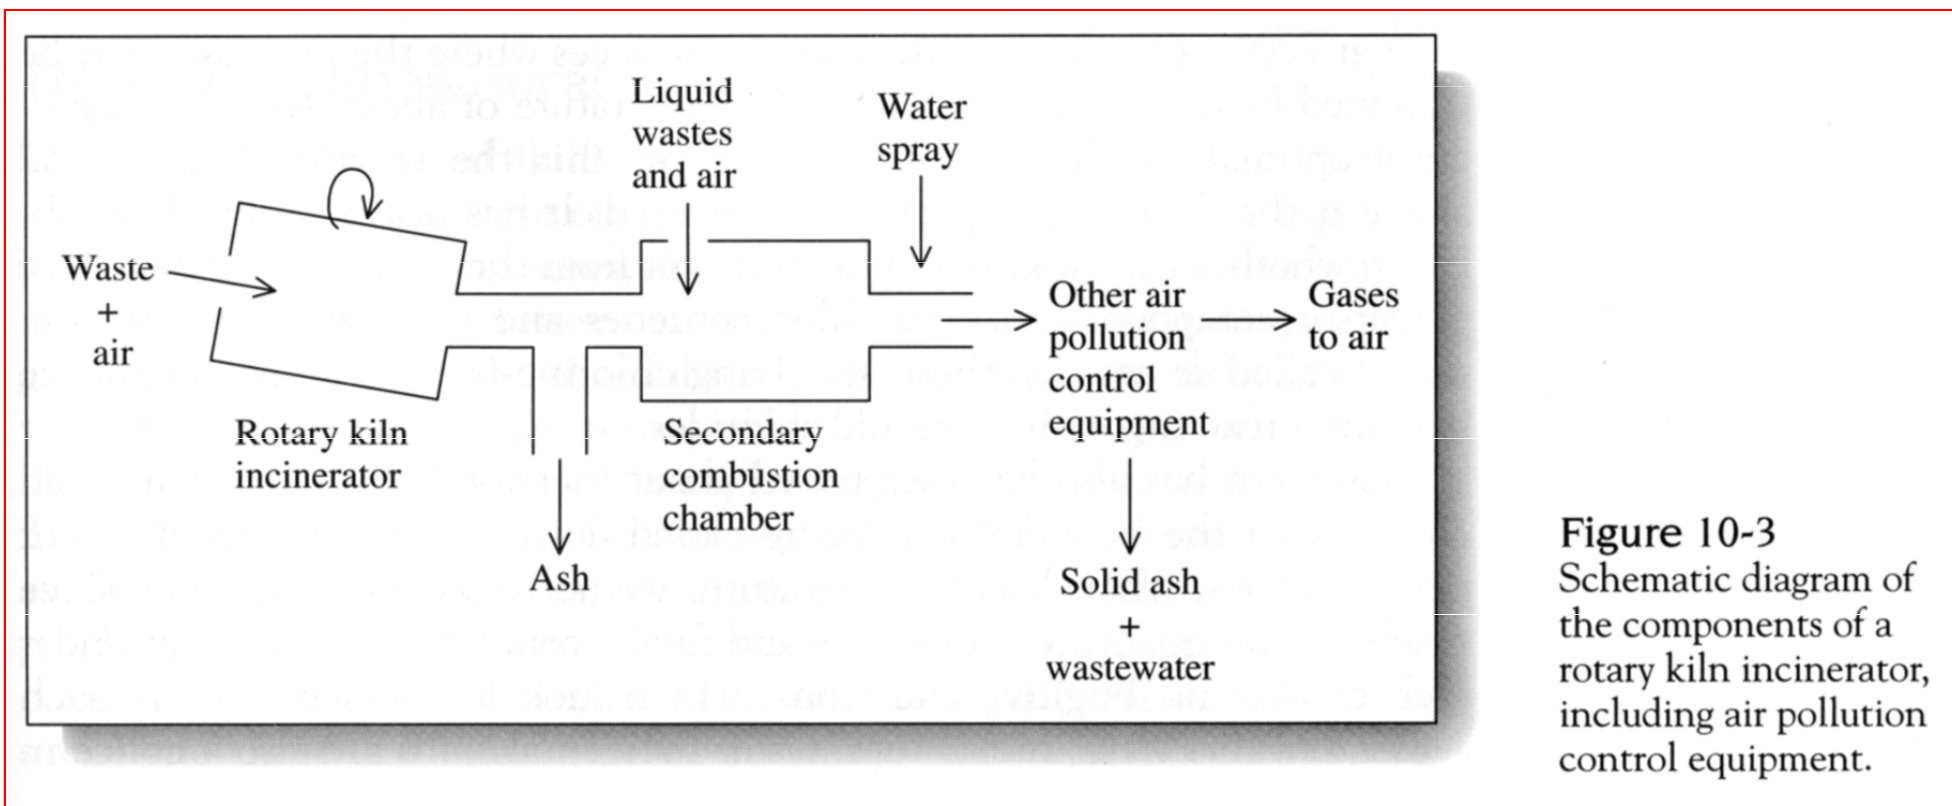 Liquid
wastes
and air
Water
spray
Waste
+
air
Rotary kiln
incinerator
Secondary
combustion
chamber
Ash
Other air
pollution
control
equipment
Gases
to air
Solid ash
+
wastewater
Figure 10-3
Schematic diagram of
the components of a
rotary kiln incinerator,
including air pollution
control equipment.